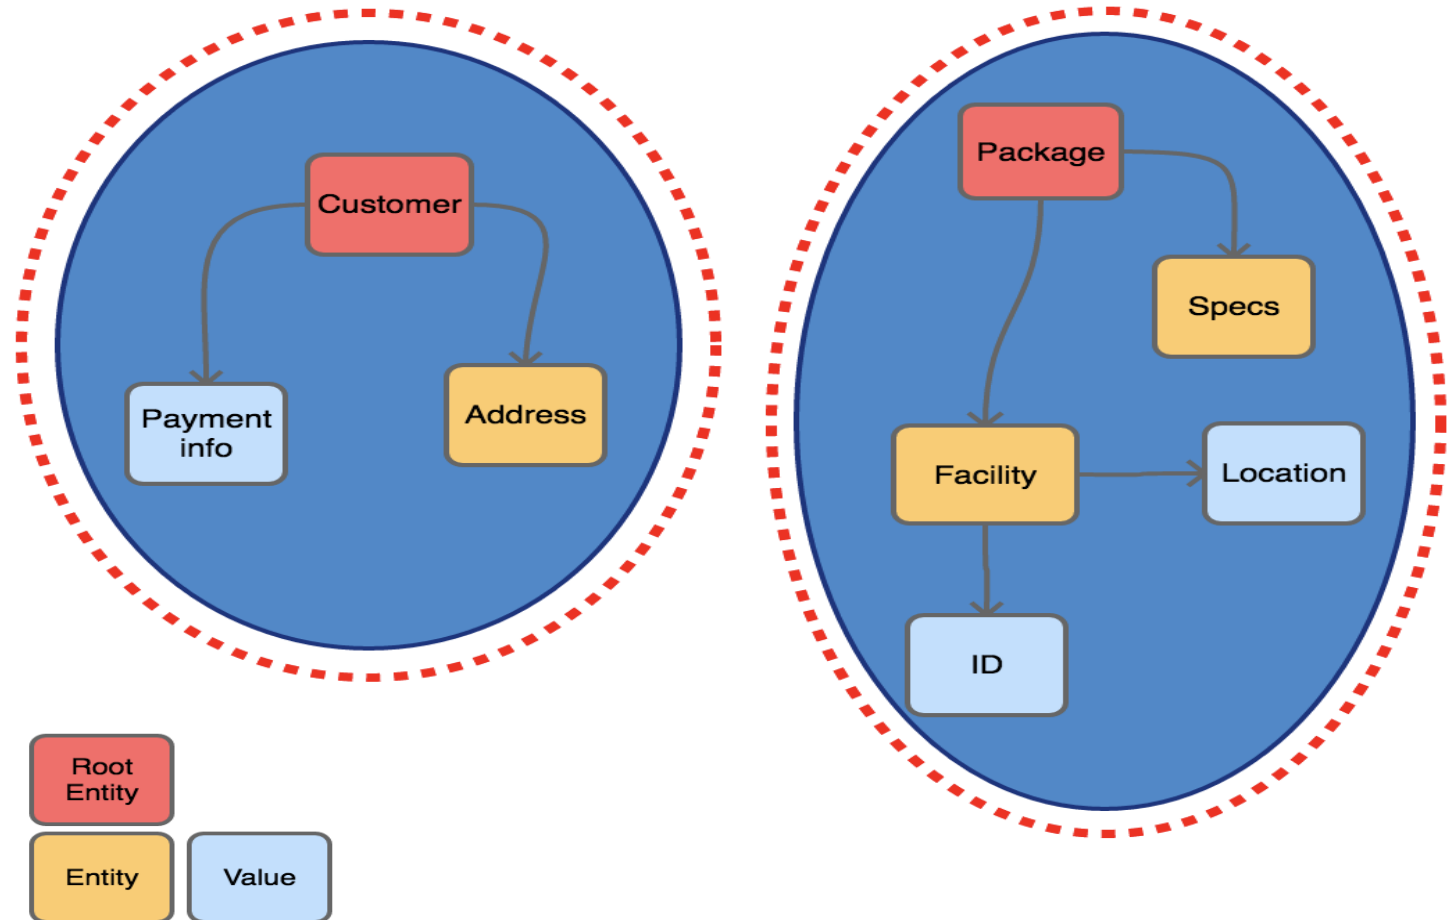 Customer
Payment
info
Address
Package
Specs
Facility
Location
ID
Root
Entity
Entity
Value